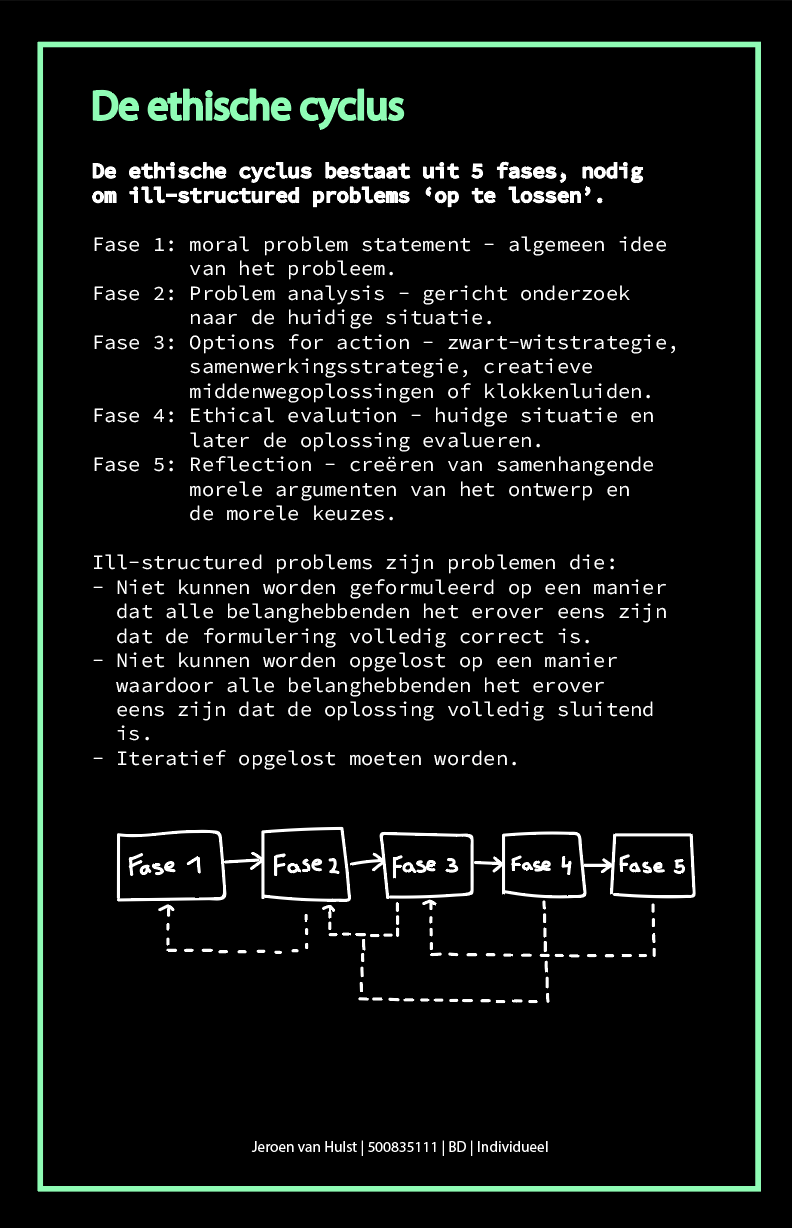 De ethische cyclus
De ethische cyclus bestaat uit 5 fases, nodig
om ill-structured problems ‘op te lossen’.
Fase 1: moral problem statement - algemeen idee
van het probleem.
Fase 2: Problem analysis - gericht onderzoek
naar de huidige situatie.
Fase 3: Options for action - zwart-witstrategie,
samenwerkingsstrategie, creatieve
middenwegoplossingen of klokkenluiden.
Fase 4: Ethical evalution - huidge situatie en
later de oplossing evalueren.
Fase 5: Reflection - creëren van samenhangende
morele argumenten van het ontwerp en
de morele keuzes.
Ill-structured problems zijn problemen die:
- Niet kunnen worden geformuleerd op een manier
dat alle belanghebbenden het erover eens zijn
dat de formulering volledig correct is.
- Niet kunnen worden opgelost op een manier
waardoor alle belanghebbenden het erover
eens zijn dat de oplossing volledig sluitend
is.
- Iteratief opgelost moeten worden.
Fase 1 Fase 2 Fase 3 Fase 4 Fase 5
Jeroen van Hulst | 500835111 | BD | Individueel